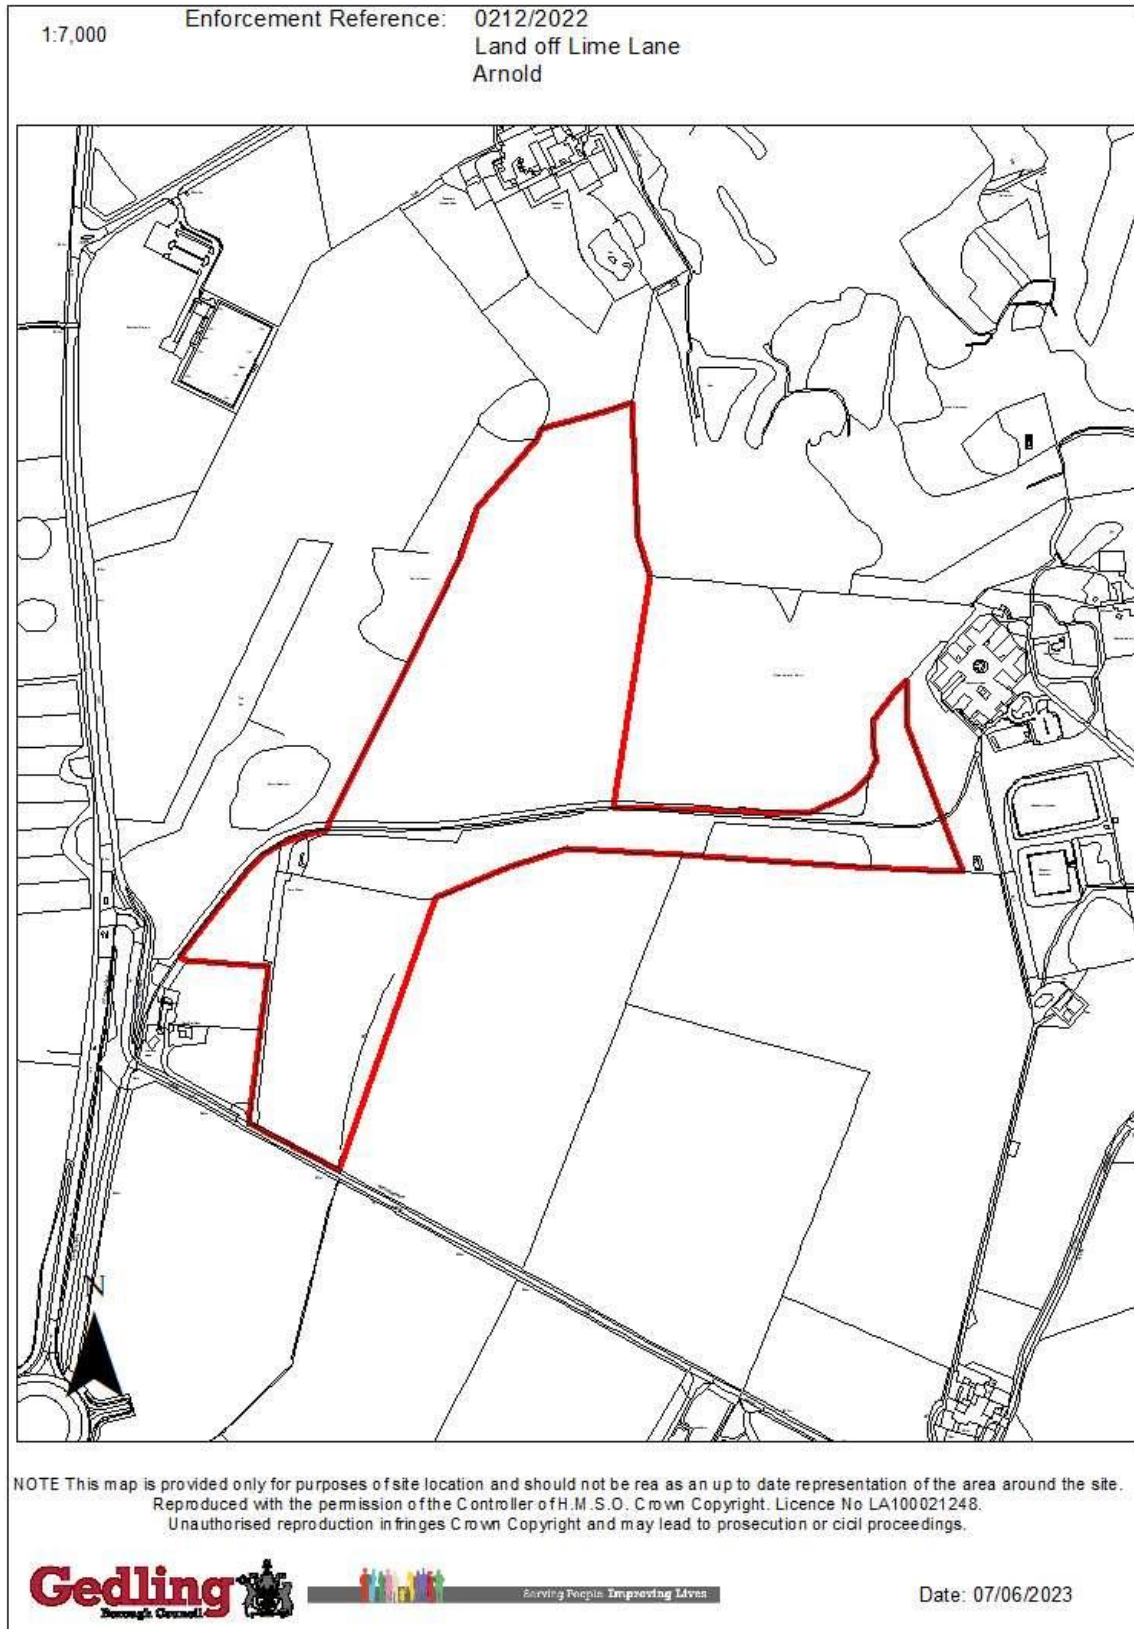 1:7,000
Enforcement Reference: 0212/2022
Land off Lime Lane
Arnold
N
NOTE This map is provided only for purposes of site location and should not be rea as an up to date representation of the area around the site.
Reproduced with the permission of the Controller of H.M.S.O. Crown Copyright. Licence No LA100021248.
Unauthorised reproduction infringes Crown Copyright and may lead to prosecution or cicil proceedings.
Gedling
Borough Council
Serving People Improving Lives
Date: 07/06/2023